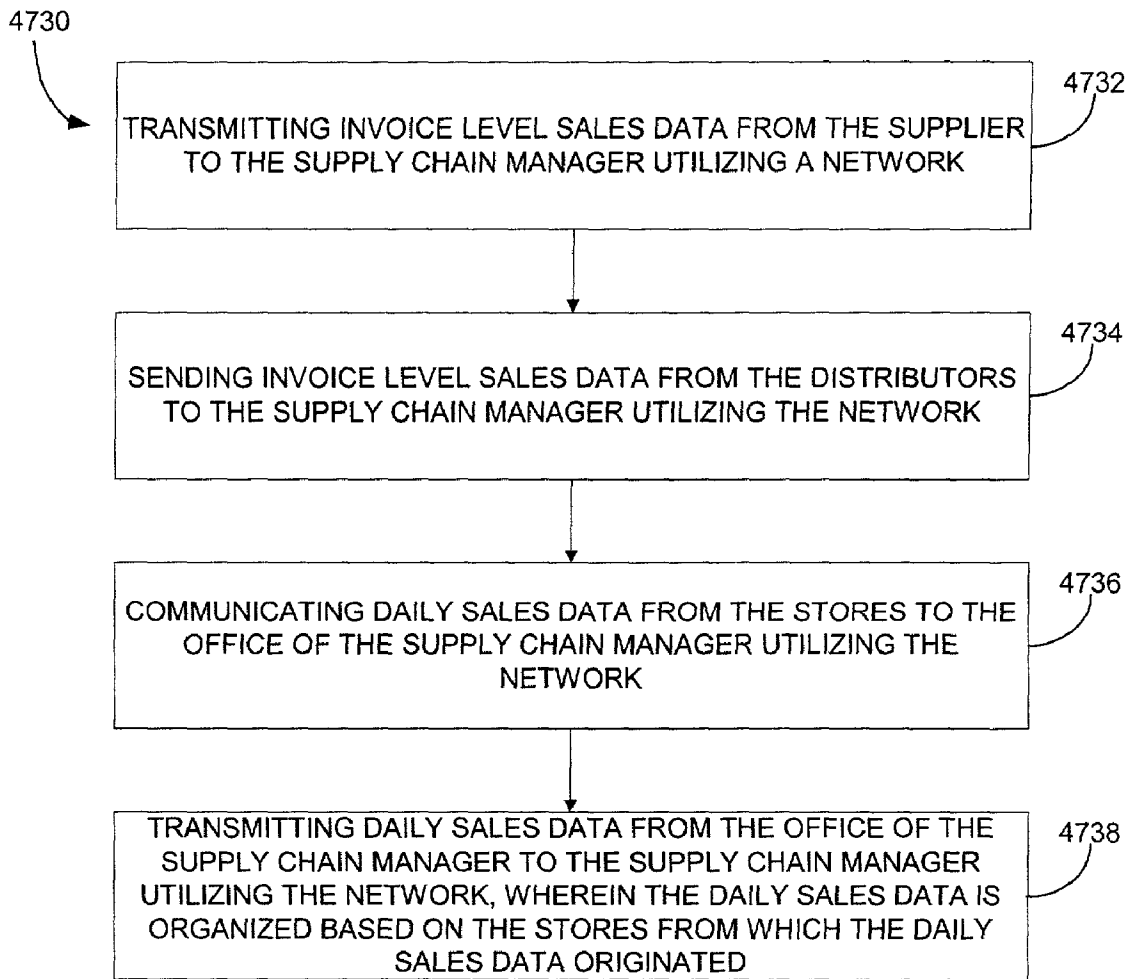 4730
4732
TRANSMITTING INVOICE LEVEL SALES DATA FROM THE SUPPLIER
TO THE SUPPLY CHAIN MANAGER UTILIZING A NETWORK
4734
SENDING INVOICE LEVEL SALES DATA FROM THE DISTRIBUTORS
TO THE SUPPLY CHAIN MANAGER UTILIZING THE NETWORK
4736
COMMUNICATING DAILY SALES DATA FROM THE STORES TO THE
OFFICE OF THE SUPPLY CHAIN MANAGER UTILIZING THE
NETWORK
4738
TRANSMITTING DAILY SALES DATA FROM THE OFFICE OF THE
SUPPLY CHAIN MANAGER TO THE SUPPLY CHAIN MANAGER
UTILIZING THE NETWORK, WHEREIN THE DAILY SALES DATA IS
ORGANIZED BASED ON THE STORES FROM WHICH THE DAILY
SALES DATA ORIGINATED